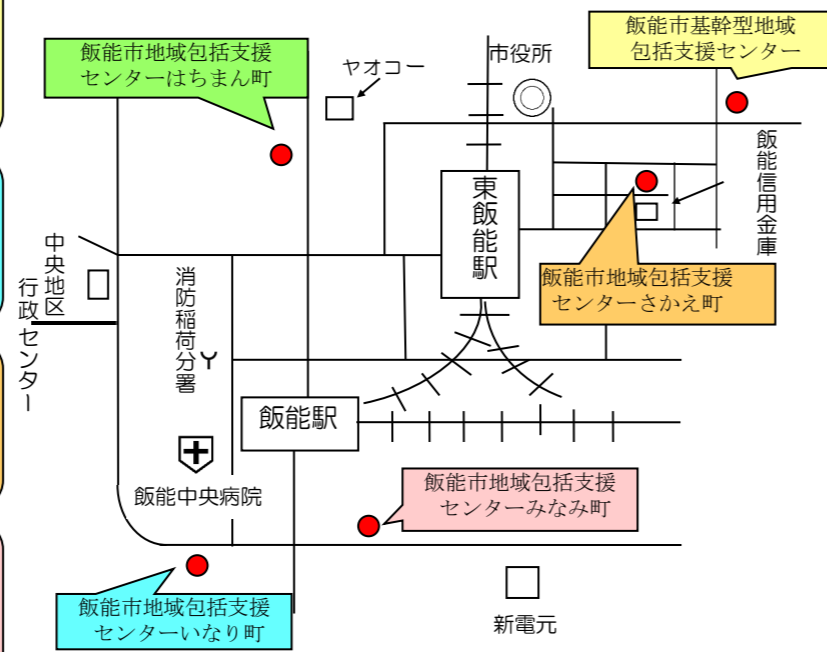 飯能市基幹型地域
包括支援センター
飯能市地域包括支援
センターはちまん町
ヤオコー
市役所
飯能信用金庫
東飯能駅
中央地区
行政センター
消防稲荷分署
飯能市地域包括支援
センターさかえ町
飯能駅
飯能中央病院
飯能市地域包括支援
センターみなみ町
飯能市地域包括支援
センターいなり町
新電元